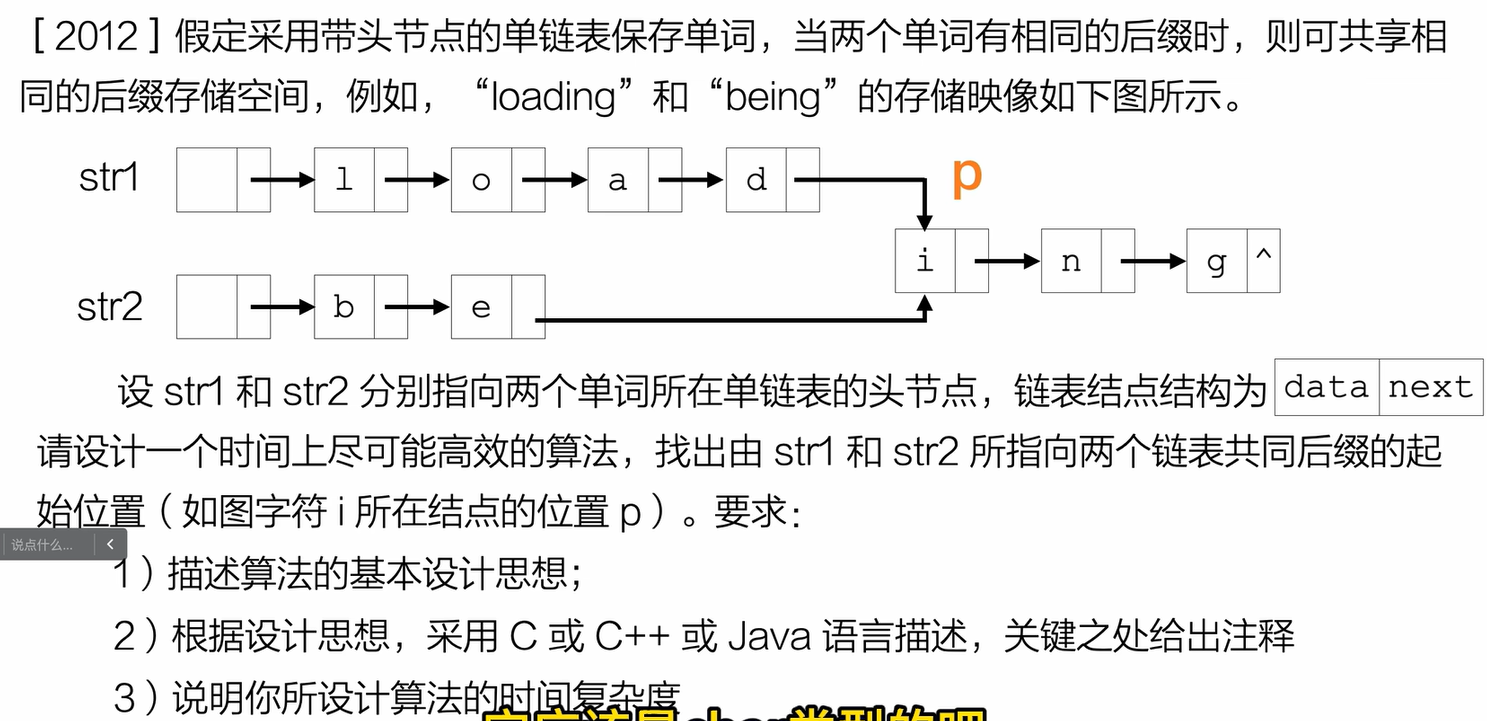 [ 2012 ] 假定采用带头节点的单链表保存单词，当两个单词有相同的后缀时，则可共享相
同的后缀存储空间，例如，“loading”和“being”的存储映像如下图所示。
str1 l o a d p
i n g ^
str2 b e
设 str1 和 str2 分别指向两个单词所在单链表的头节点，链表结点结构为 data next
请设计一个时间上尽可能高效的算法，找出由 str1 和 str2 所指向两个链表共同后缀的起
始位置（如图字符 i 所在结点的位置 p）。要求：
说点什么...
1）描述算法的基本设计思想；
2）根据设计思想，采用 C 或 C++ 或 Java 语言描述，关键之处给出注释
3）说明你所设计算法的时间复杂度